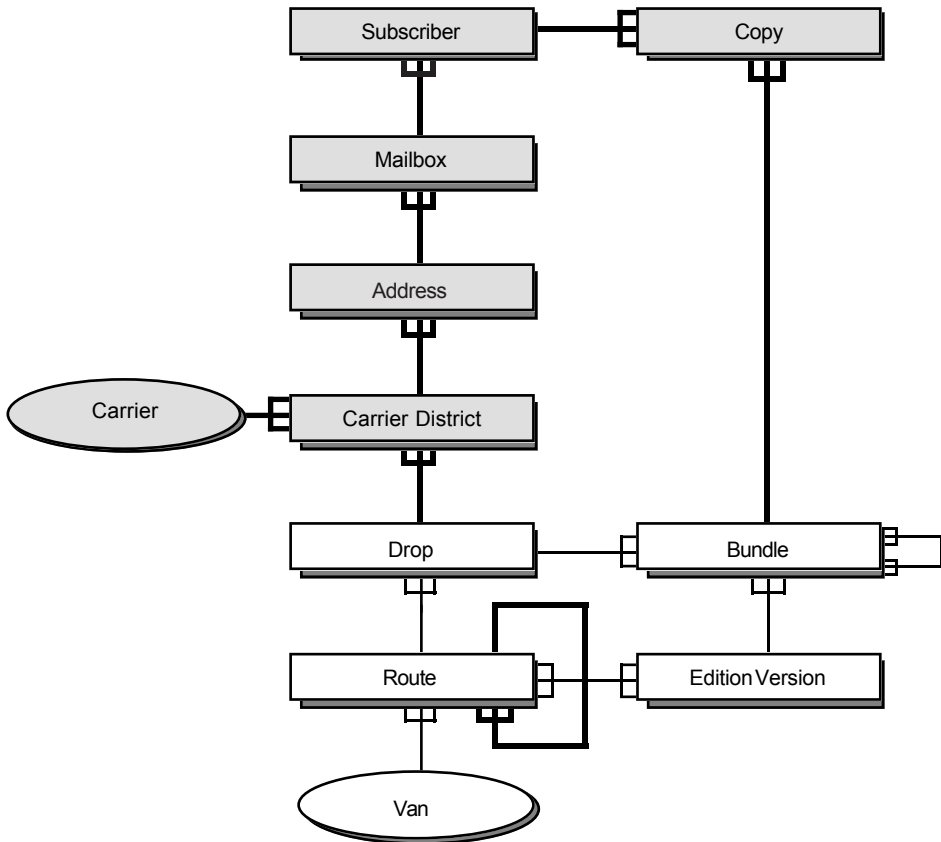 Subscriber
Copy
Mailbox
Address
Carrier
Carrier District
Drop
Bundle
Route
Edition Version
Van